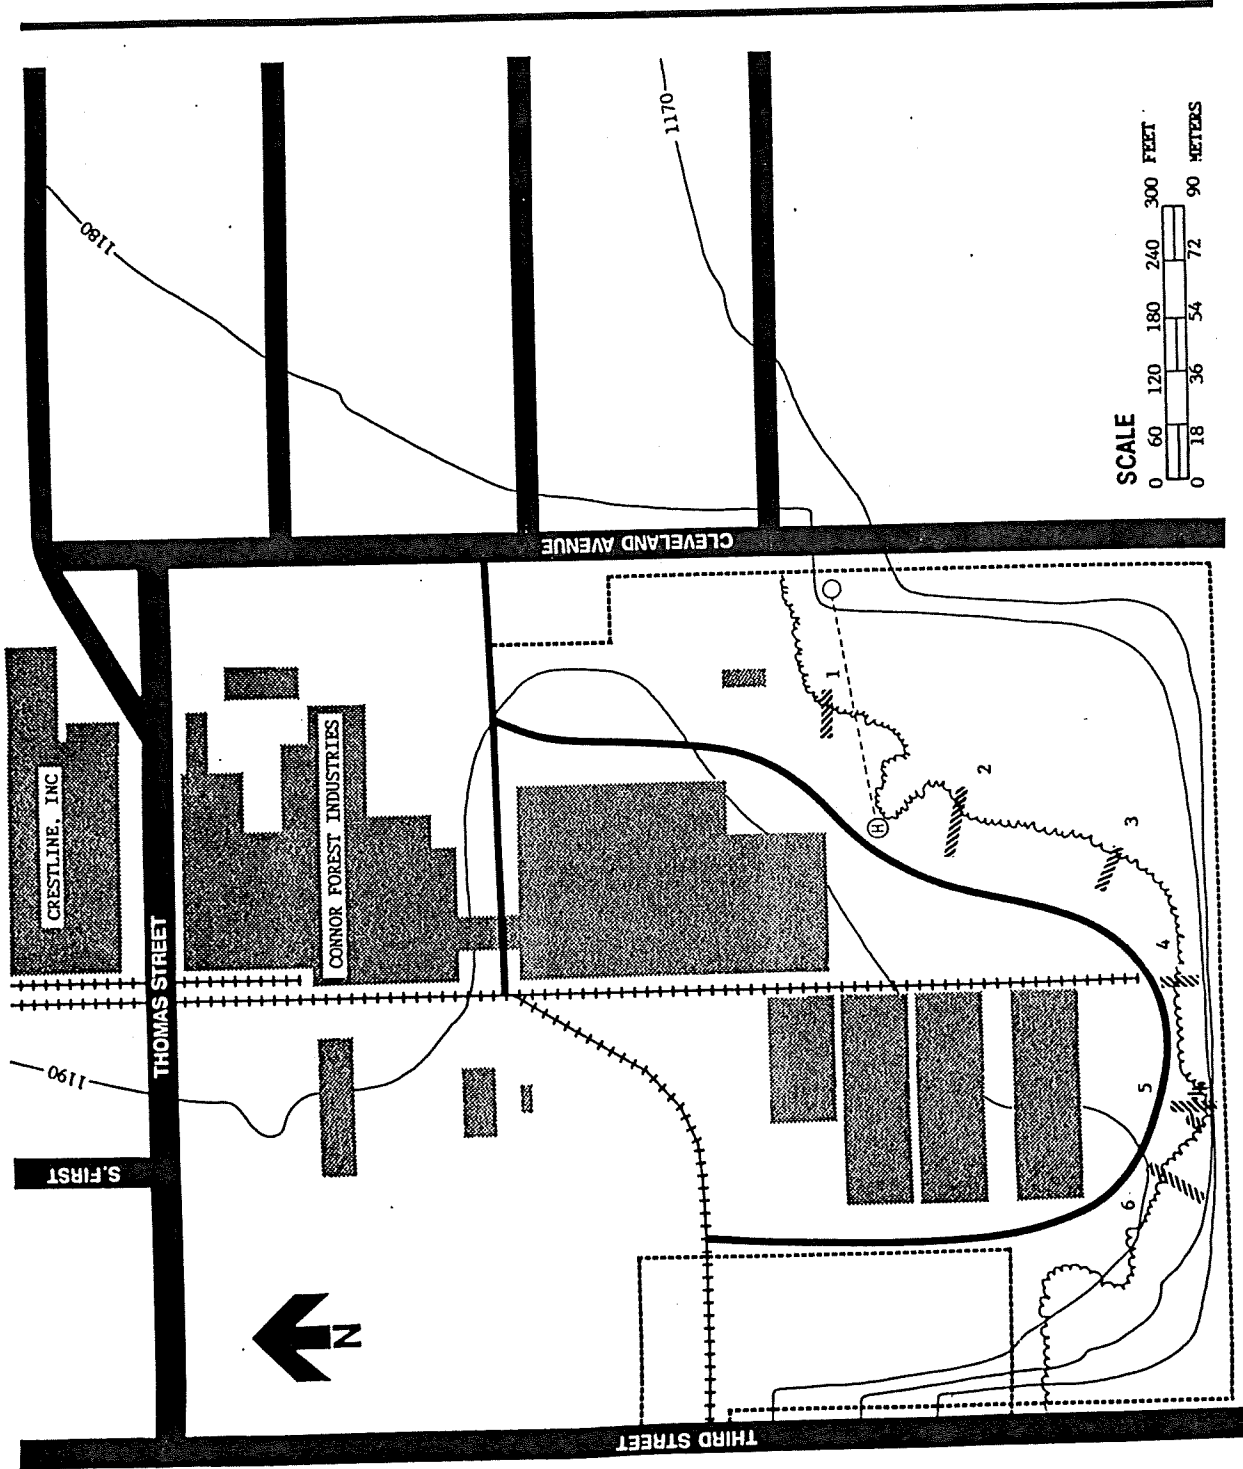 1180
1170
CRESTLINE, INC
THOMAS STREET
CONNOR FOREST INDUSTRIES
CLEVELAND AVENUE
1190
S.FIRST
N
THIRD STREET
H
1
2
3
4
5
6
SCALE
0 60 120 180 240 300 FEET
0 18 36 54 72 90 METERS